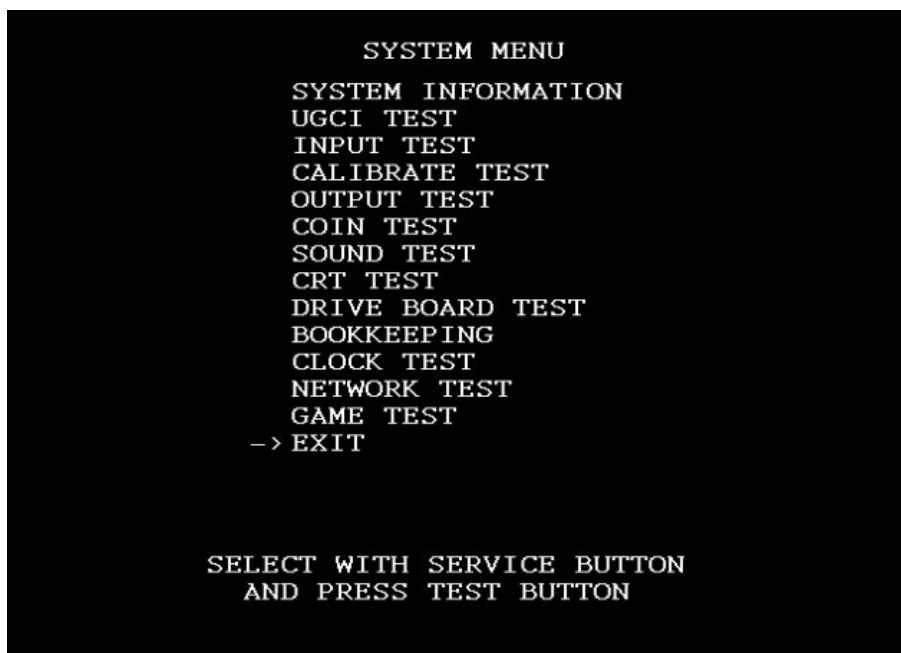 SYSTEM MENU
SYSTEM INFORMATION
UGCI TEST
INPUT TEST
CALIBRATE TEST
OUTPUT TEST
COIN TEST
SOUND TEST
CRT TEST
DRIVE BOARD TEST
BOOKKEEPING
CLOCK TEST
NETWORK TEST
GAME TEST
->EXIT
SELECT WITH SERVICE BUTTON
AND PRESS TEST BUTTON